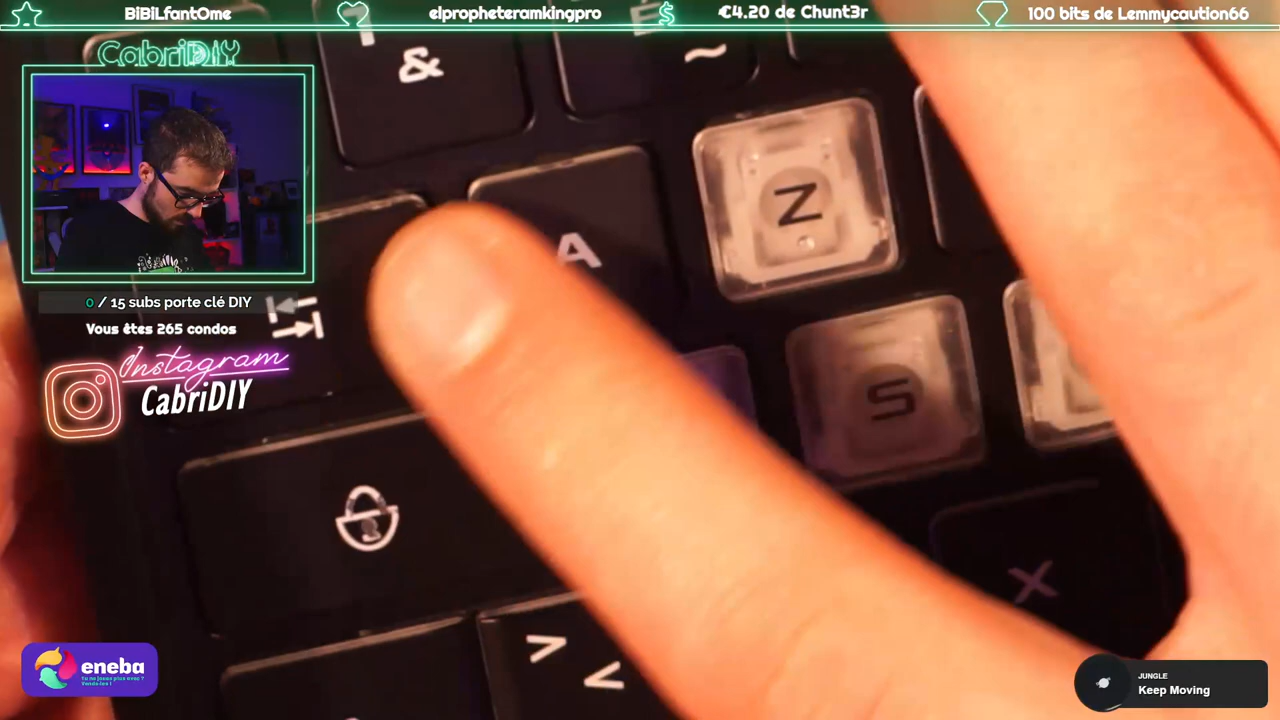 BiBiLfantOme
elpropheteramkingpro
€4.20 de Chunt3r
100 bits de Lemmycaution66
CabriDIY
0 / 15 subs porte clé DIY
Vous êtes 265 condos
Instagram
CabriDIY
&
~
A
Z
S
X
>
<
eneba
JUNGLE
Keep Moving